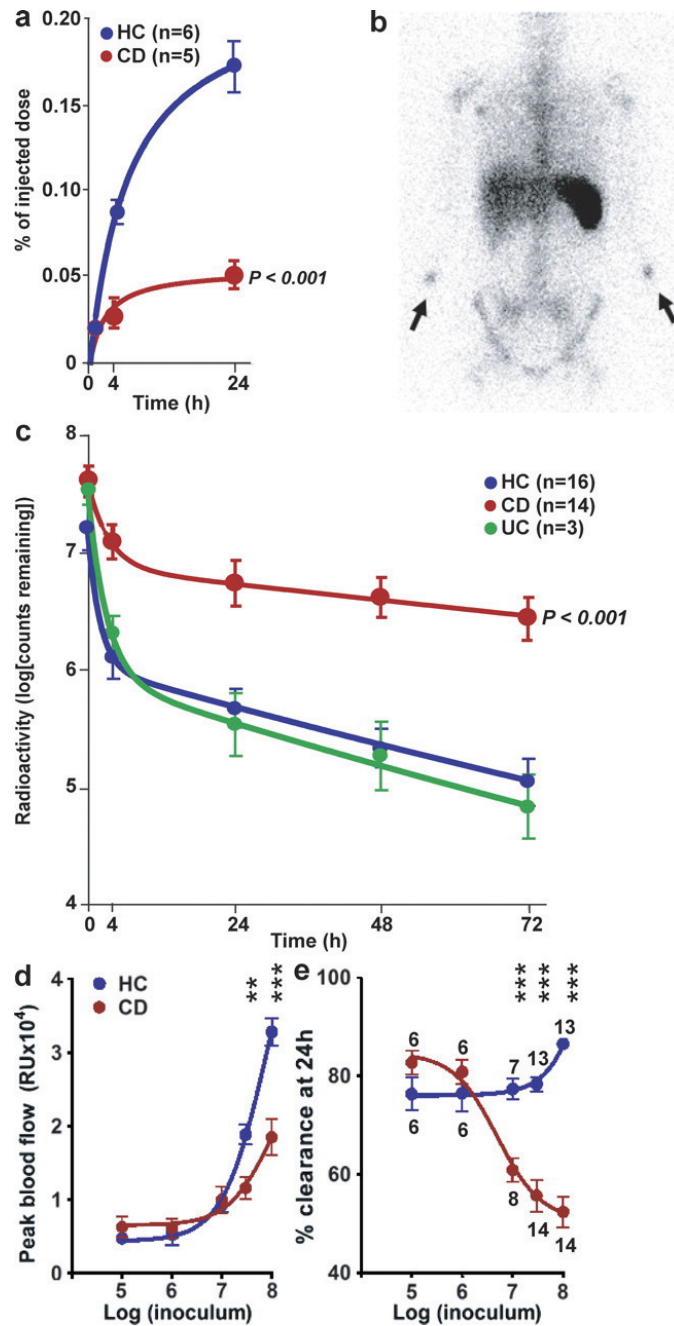 a
HC (n=6)
CD (n=5)
% of injected dose
0.20
0.15
0.10
0.05
0
P < 0.001
0 4 24
Time (h)
b
c
8
7
6
5
4
Radioactivity (log[counts remaining])
HC (n=16)
CD (n=14)
UC (n=3)
P < 0.001
0 4 24 48 72
Time (h)
d
HC
CD
** ***
Peak blood flow (RUx10⁴)
4
3
2
1
0
5 6 7 8
Log (inoculum)
e
*** *** ***
% clearance at 24h
100
80
60
40
6 6 7 13 13
6 6 8 14 14
5 6 7 8
Log (inoculum)